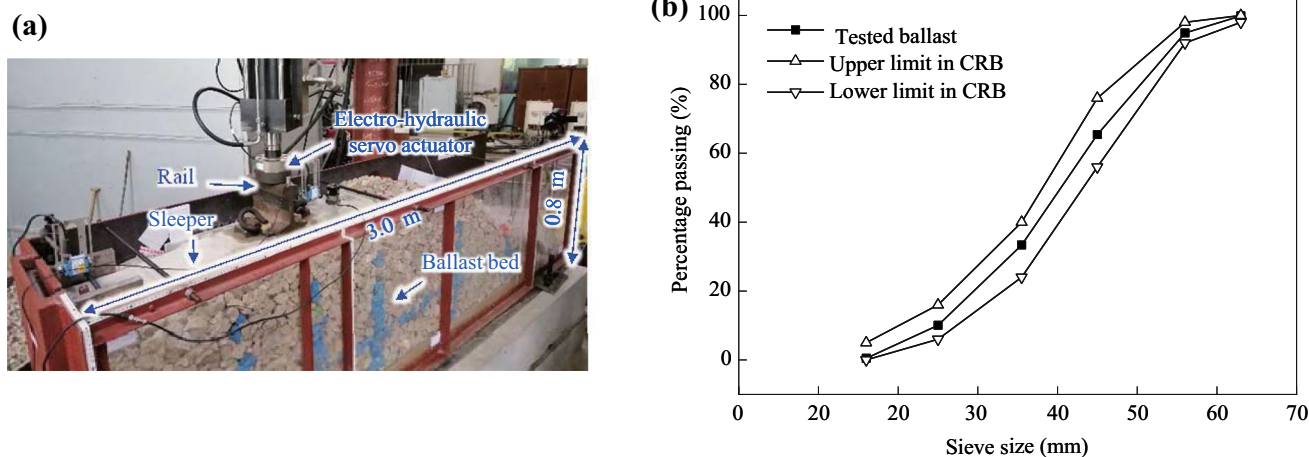 (a)
Electro-hydraulic
servo actuator
Rail
Sleeper
3.0 m
0.8 m
Ballast bed
(b)
Tested ballast
Upper limit in CRB
Lower limit in CRB
Percentage passing (%)
100
80
60
40
20
0
0 20 20 30 40 50 60 70
Sieve size (mm)